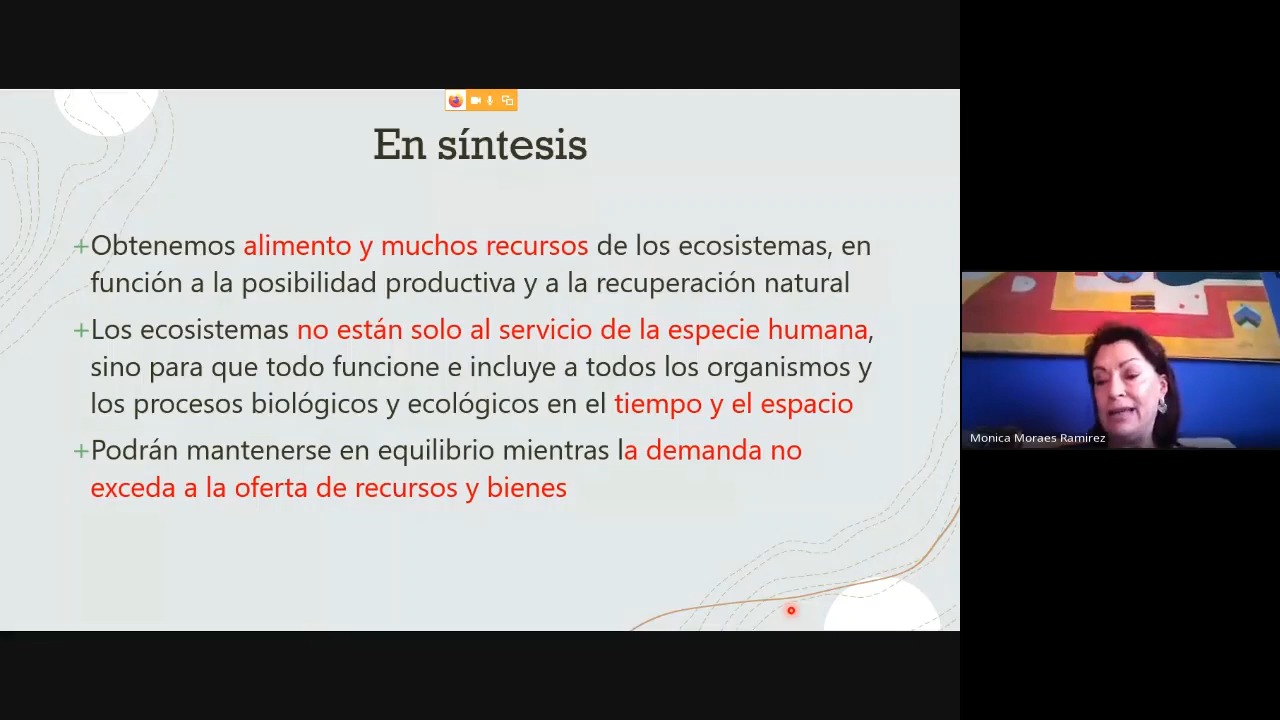 En síntesis
+Obtenemos alimento y muchos recursos de los ecosistemas, en
función a la posibilidad productiva y a la recuperación natural
+Los ecosistemas no están solo al servicio de la especie humana,
sino para que todo funcione e incluye a todos los organismos y
los procesos biológicos y ecológicos en el tiempo y el espacio
+Podrán mantenerse en equilibrio mientras la demanda no
exceda a la oferta de recursos y bienes
Monica Moraes Ramirez